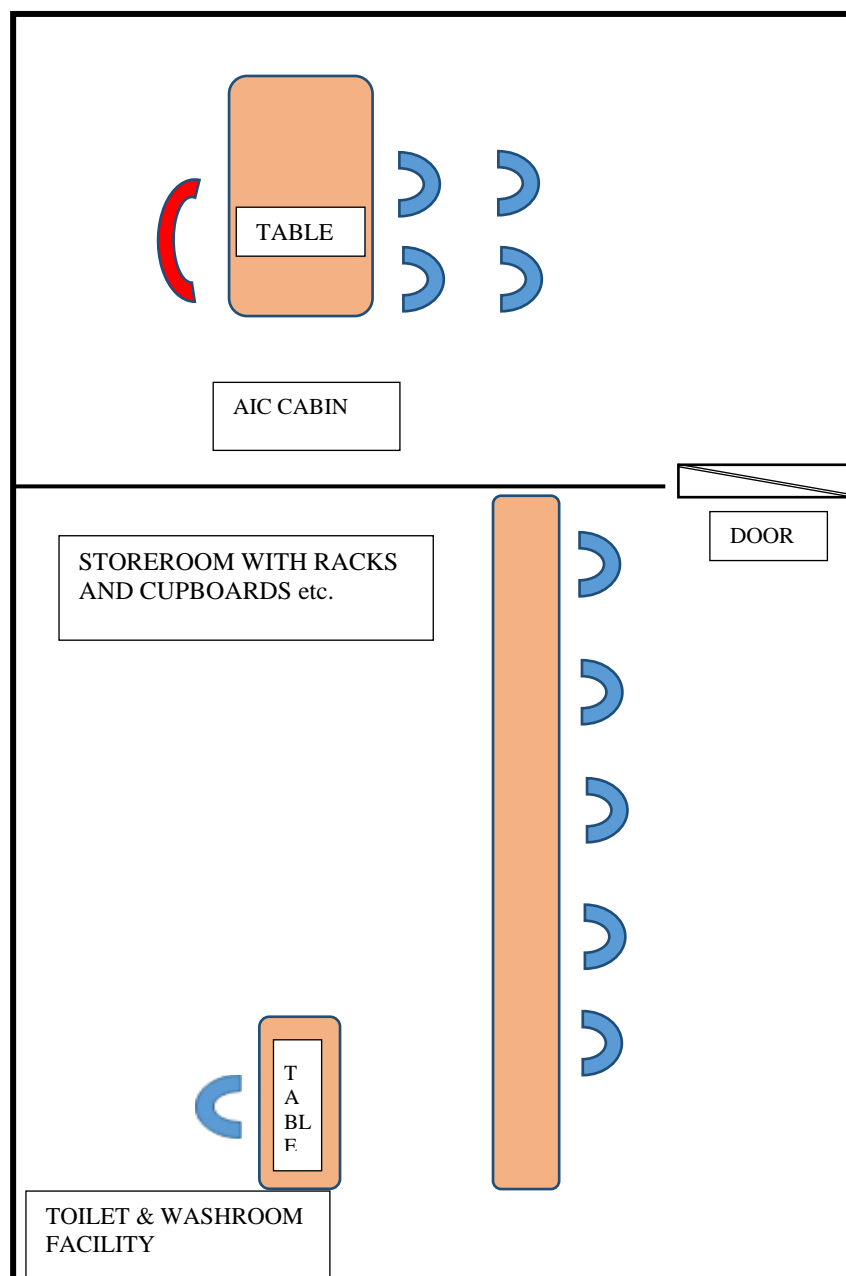 TABLE
AIC CABIN
DOOR
STOREROOM WITH RACKS
AND CUPBOARDS etc.
T
A
BL
E
TOILET & WASHROOM
FACILITY